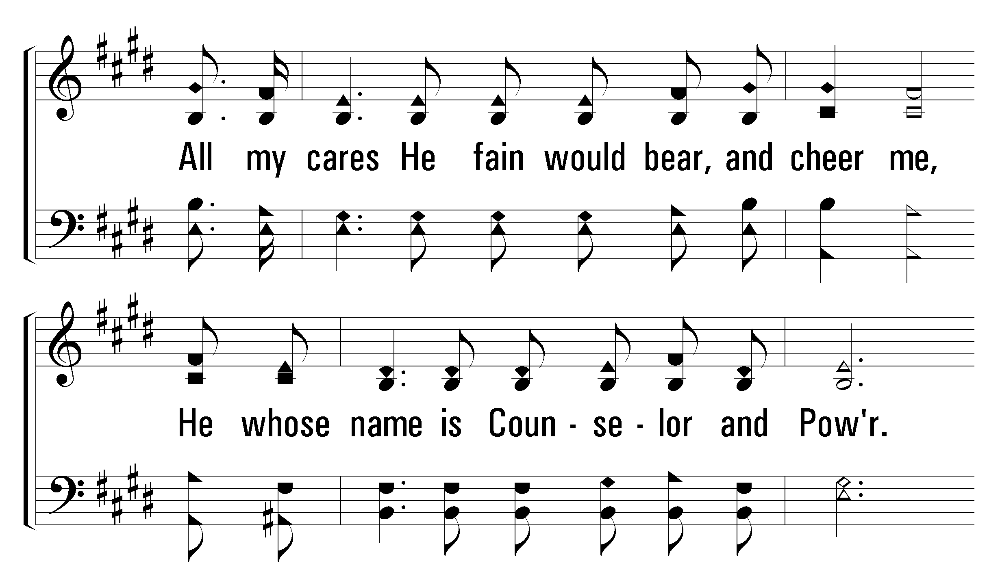 All my cares He fain would bear, and cheer me,
He whose name is Coun - se - lor and Pow'r.